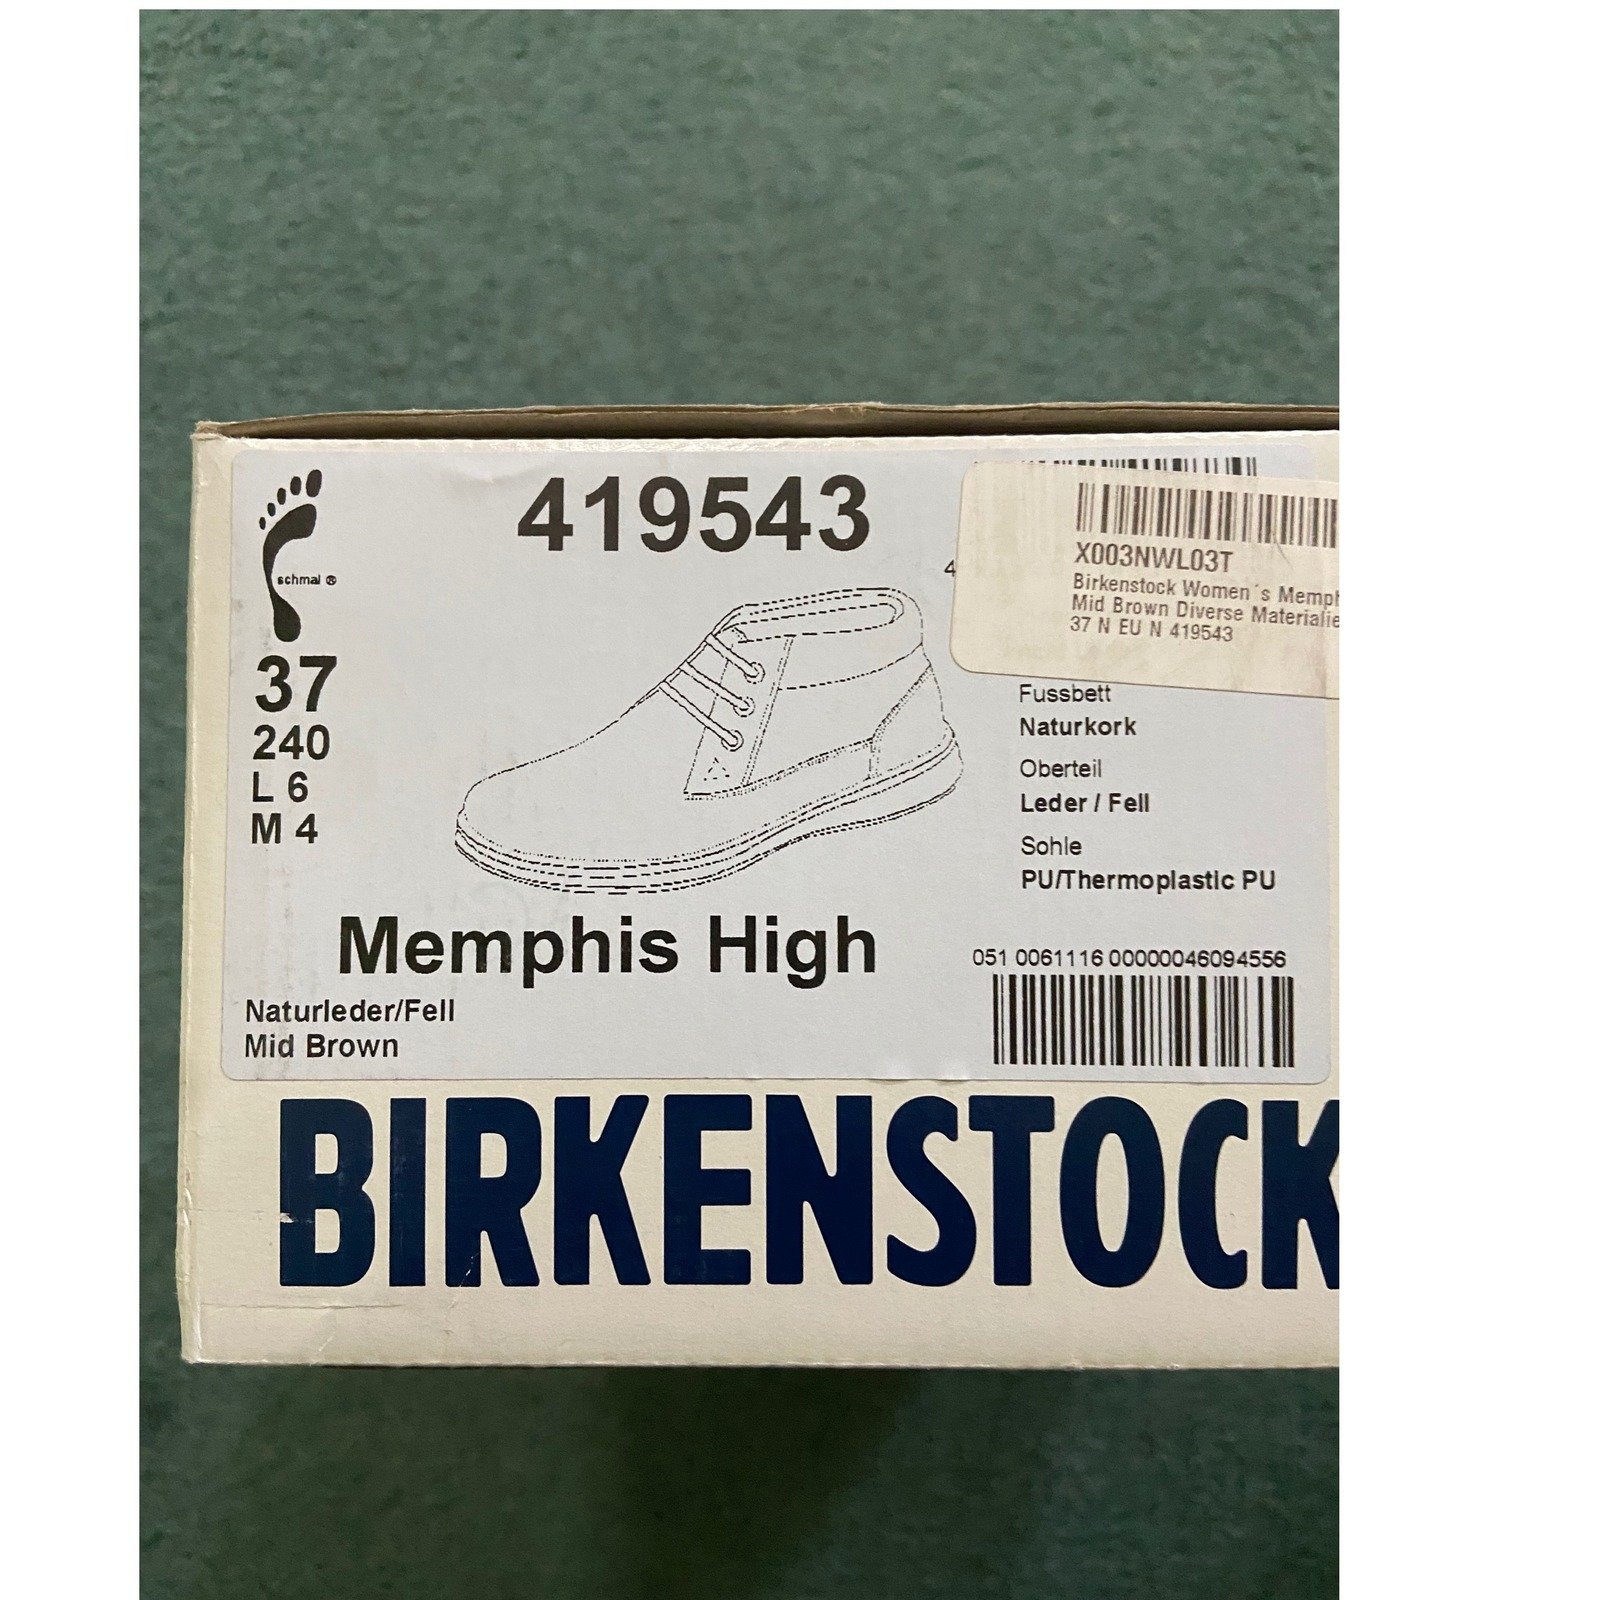 419543
schmal ®
37
240
L 6
M 4
4
X003NWL03T
Birkenstock Women´s Memph
Mid Brown Diverse Materialie
37 N EU N 419543
Fussbett
Naturkork
Oberteil
Leder / Fell
Sohle
PU/Thermoplastic PU
Memphis High
Naturleder/Fell
Mid Brown
051 0061116 00000046094556
BIRKENSTOCK